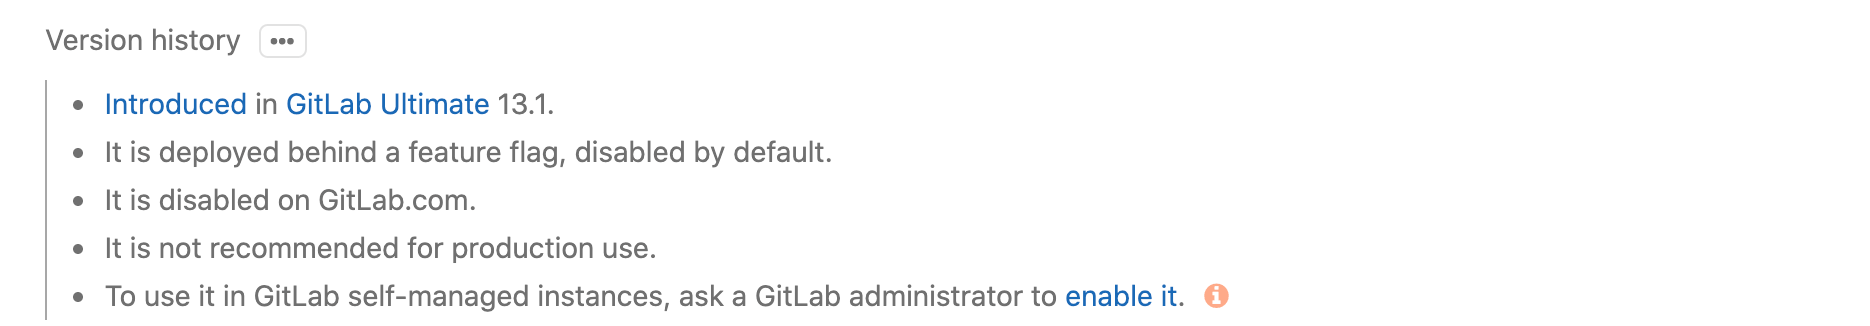 Version history •••
• Introduced in GitLab Ultimate 13.1.
• It is deployed behind a feature flag, disabled by default.
• It is disabled on GitLab.com.
• It is not recommended for production use.
• To use it in GitLab self-managed instances, ask a GitLab administrator to enable it.